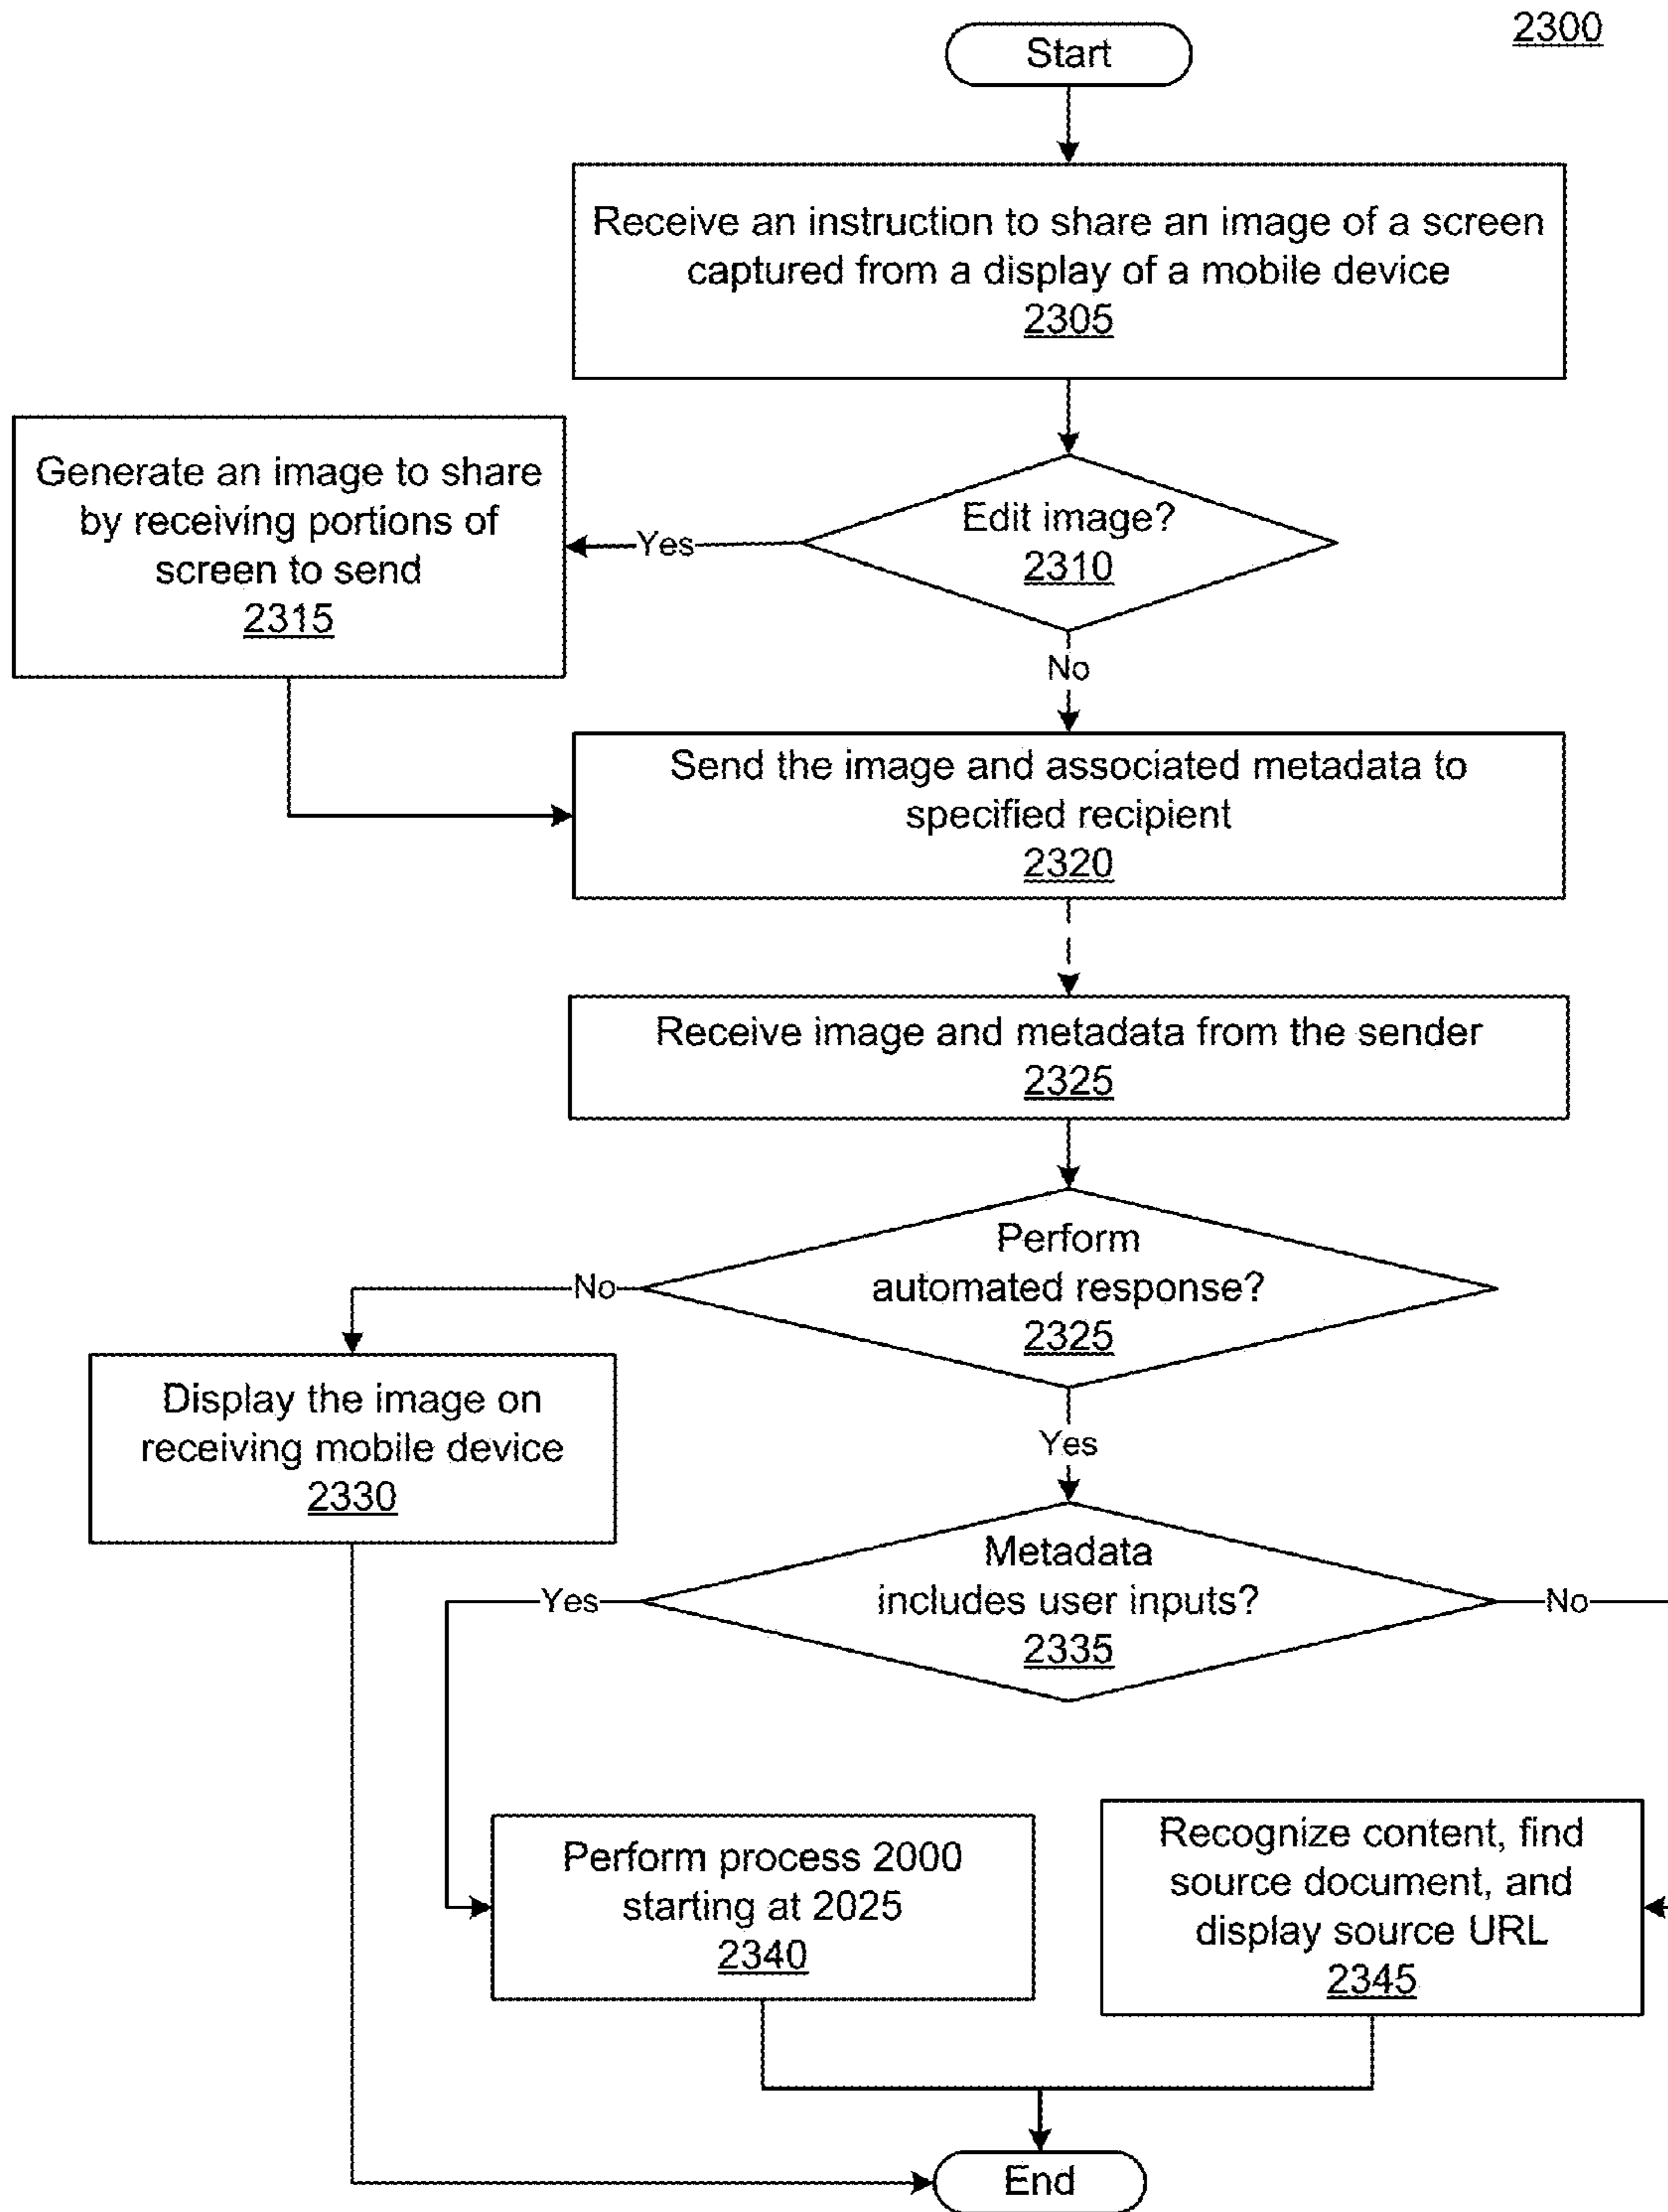 2300
Start
Receive an instruction to share an image of a screen
captured from a display of a mobile device
2305
Generate an image to share
by receiving portions of
screen to send
2315
Yes
Edit image?
2310
No
Send the image and associated metadata to
specified recipient
2320
Receive image and metadata from the sender
2325
Perform
automated response?
2325
No
Yes
Display the image on
receiving mobile device
2330
Metadata
includes user inputs?
2335
Yes
No
Perform process 2000
starting at 2025
2340
Recognize content, find
source document, and
display source URL
2345
End